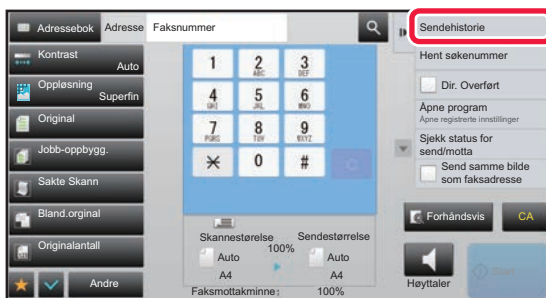 Adressebok
Adresse
Faksnummer
Kontrast
Auto
Oppløsning
Superfin
Original
Jobb-oppbygg.
Sakte Skann
Bland.orginal
Originalantall
Andre
1
2
ABC
3
DEF
4
GHI
5
JKL
6
MNO
7
PQRS
8
TUV
9
WXYZ
0
#
C
Skannestørelse
100%
Sendestørrelse
Auto
A4
Auto
A4
Faksmottakminne:
100%
Sendehistorie
Hent søkenummer
Dir. Overført
Åpne program
Åpne registrerte innstillinger
Sjekk status for
send/motta
Send samme bilde
som faksadresse
Forhåndsvis
CA
Høyttaler
Start